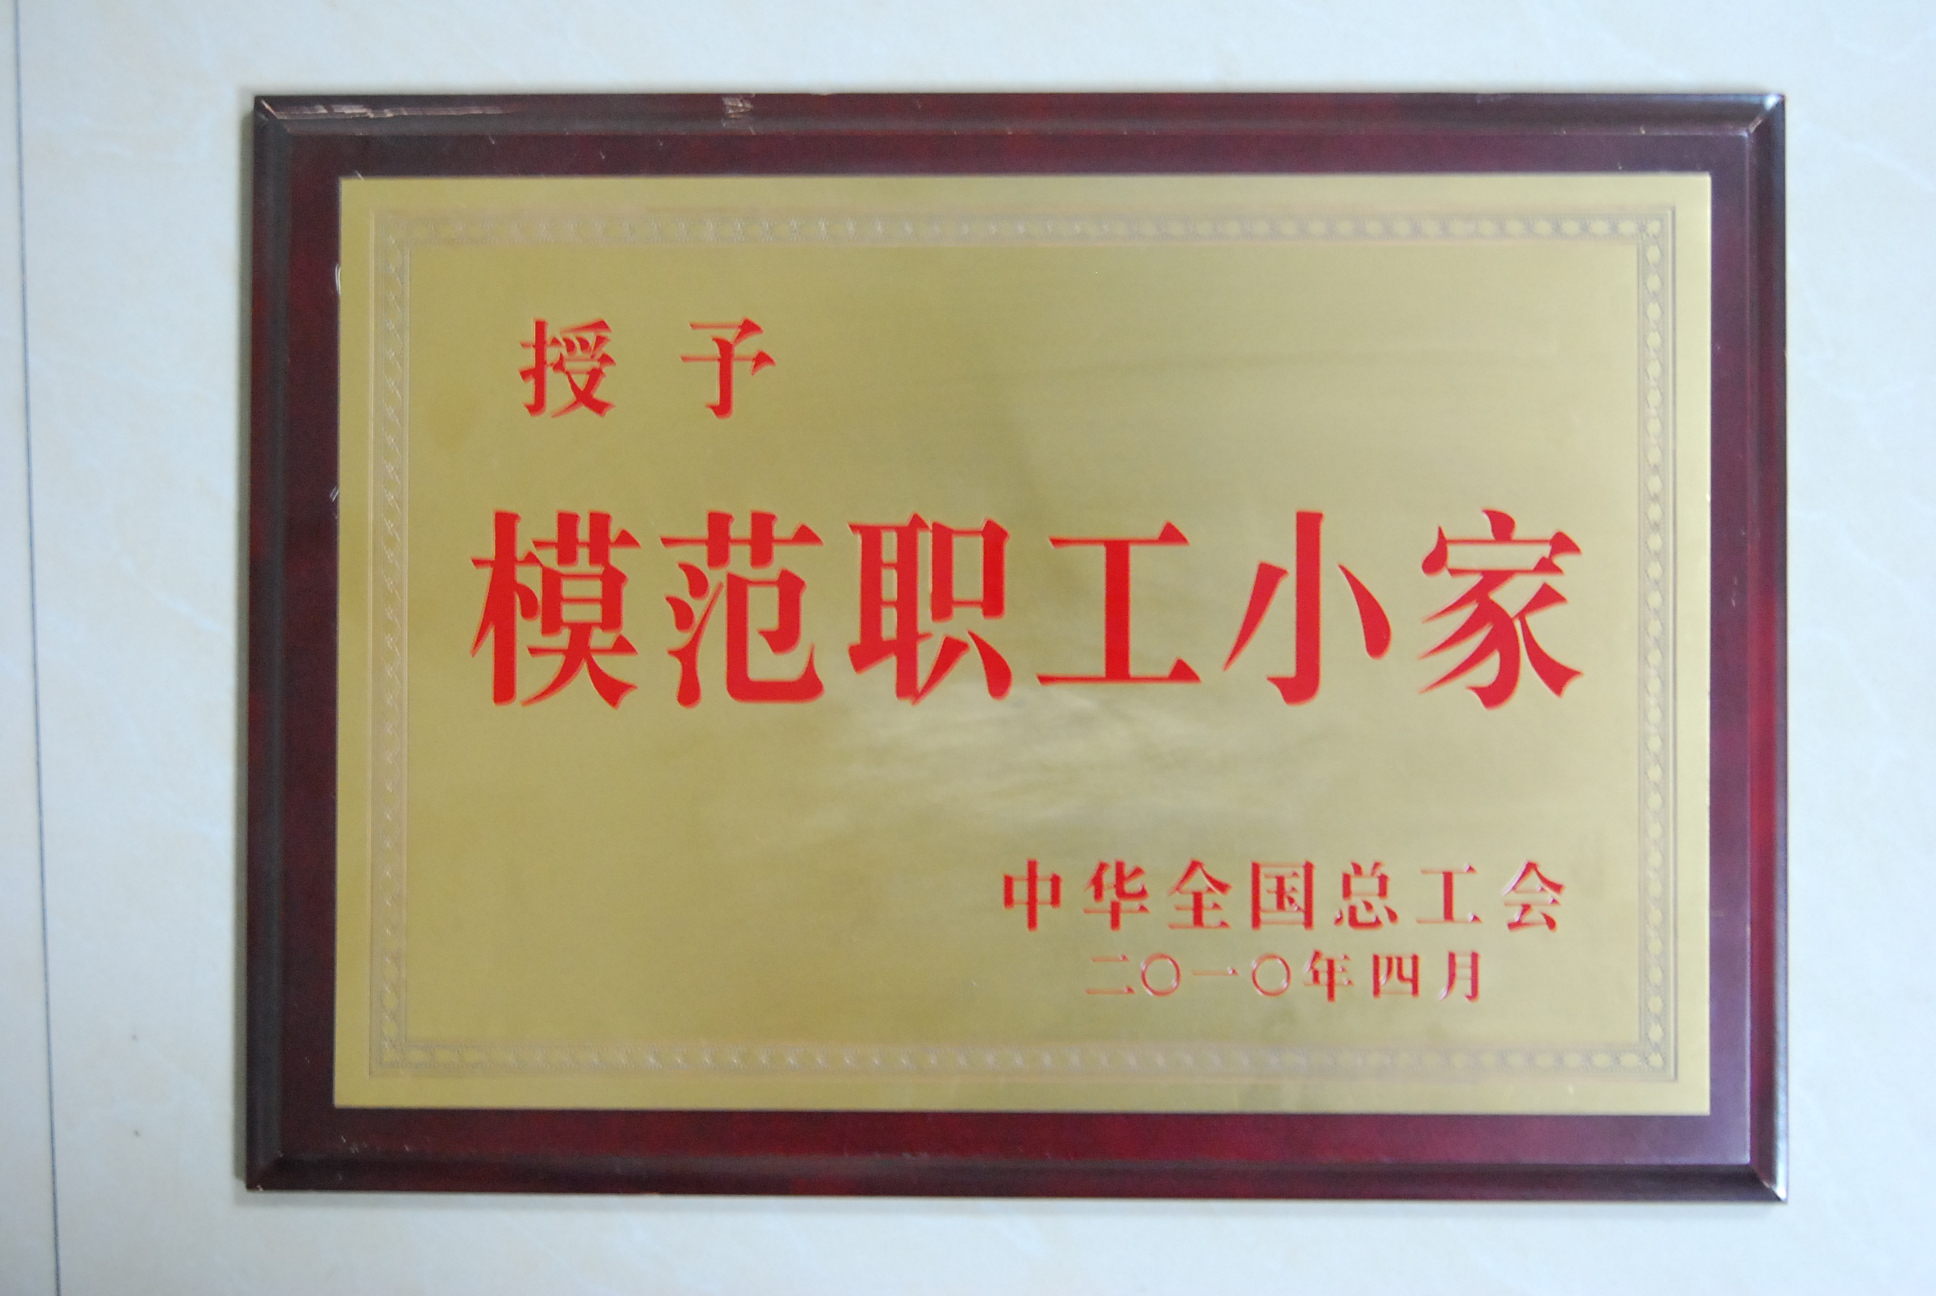 授予
模范职工小家
中华全国总工会
二〇一〇年四月